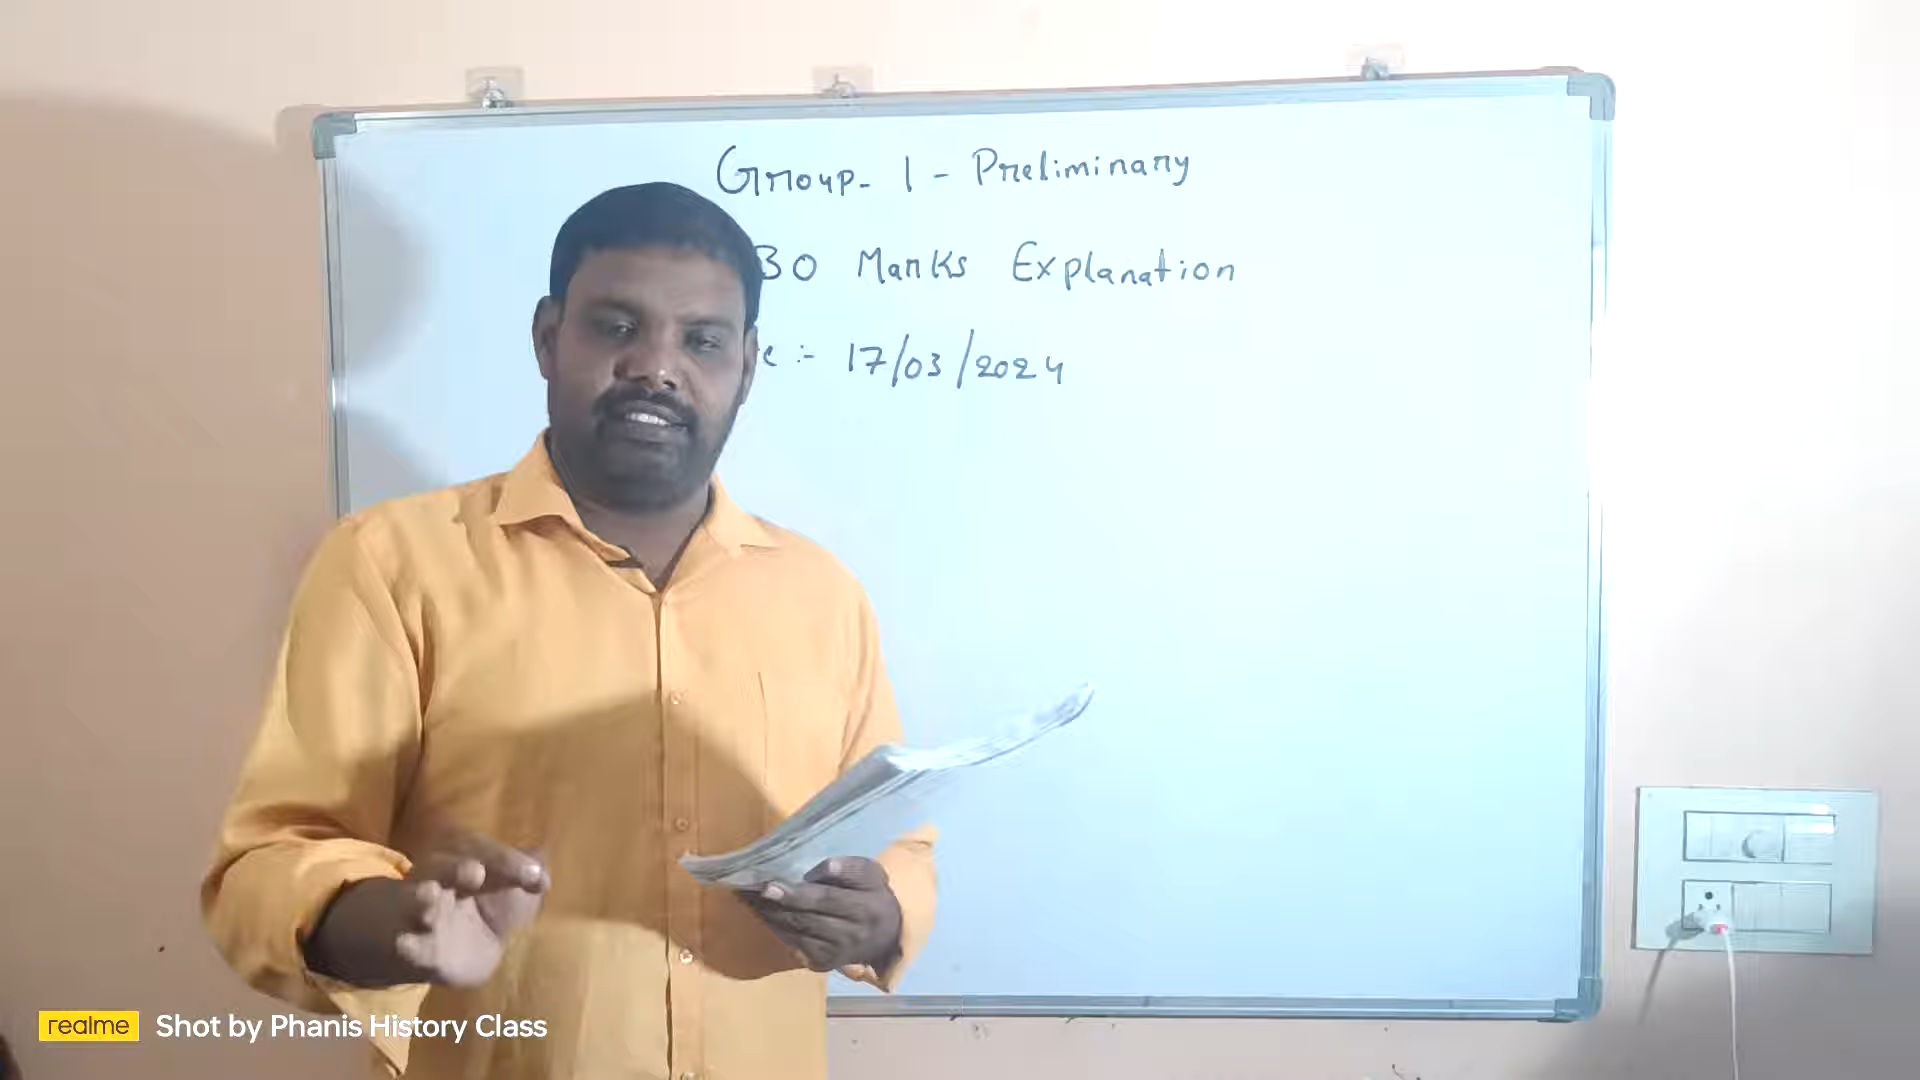 Group- 1 - Preliminary
30 Marks Explanation
:- 17/03/2024
realme Shot by Phanis History Class